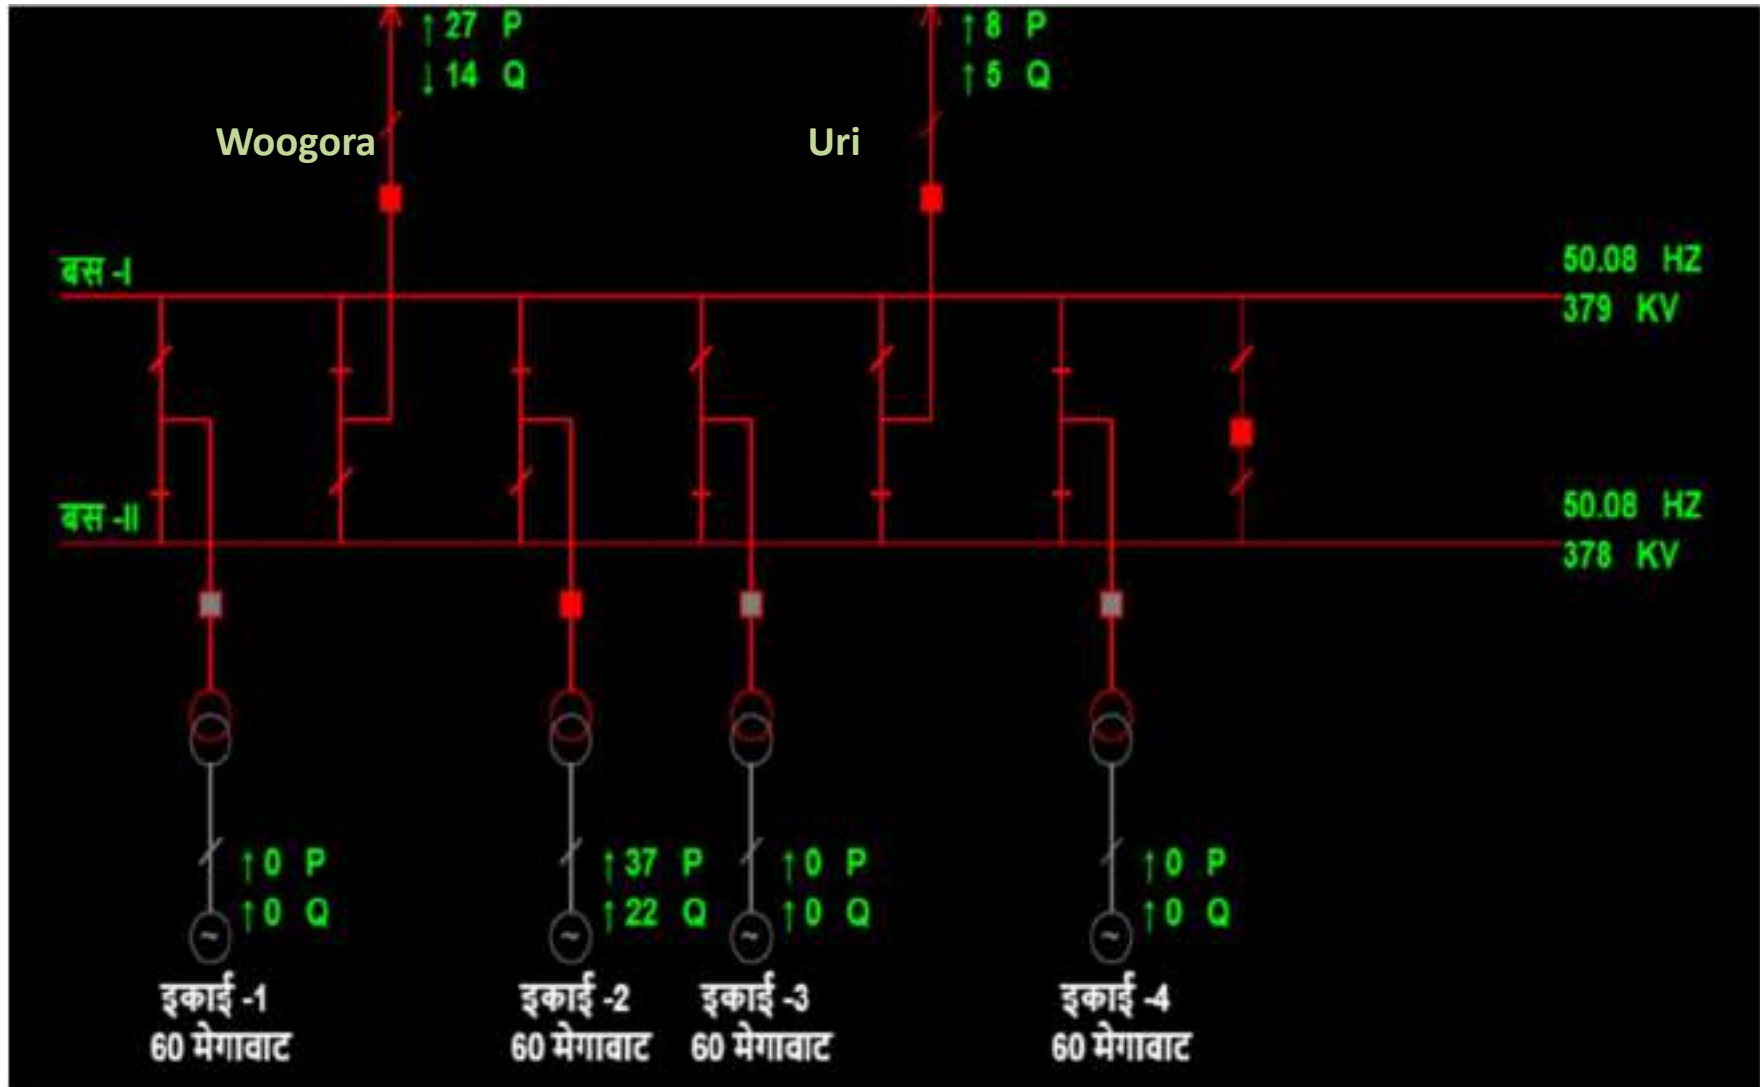 ↑ 27 P
↓ 14 Q
↑ 8 P
↑ 5 Q
Woogora
Uri
बस -I
50.08 HZ
379 KV
बस -II
50.08 HZ
378 KV
↑ 0 P
↑ 0 Q
↑ 37 P
↑ 22 Q
↑ 0 P
↑ 0 Q
↑ 0 P
↑ 0 Q
~
~
~
~
इकाई -1
60 मेगावाट
इकाई -2
60 मेगावाट
इकाई -3
60 मेगावाट
इकाई -4
60 मेगावाट